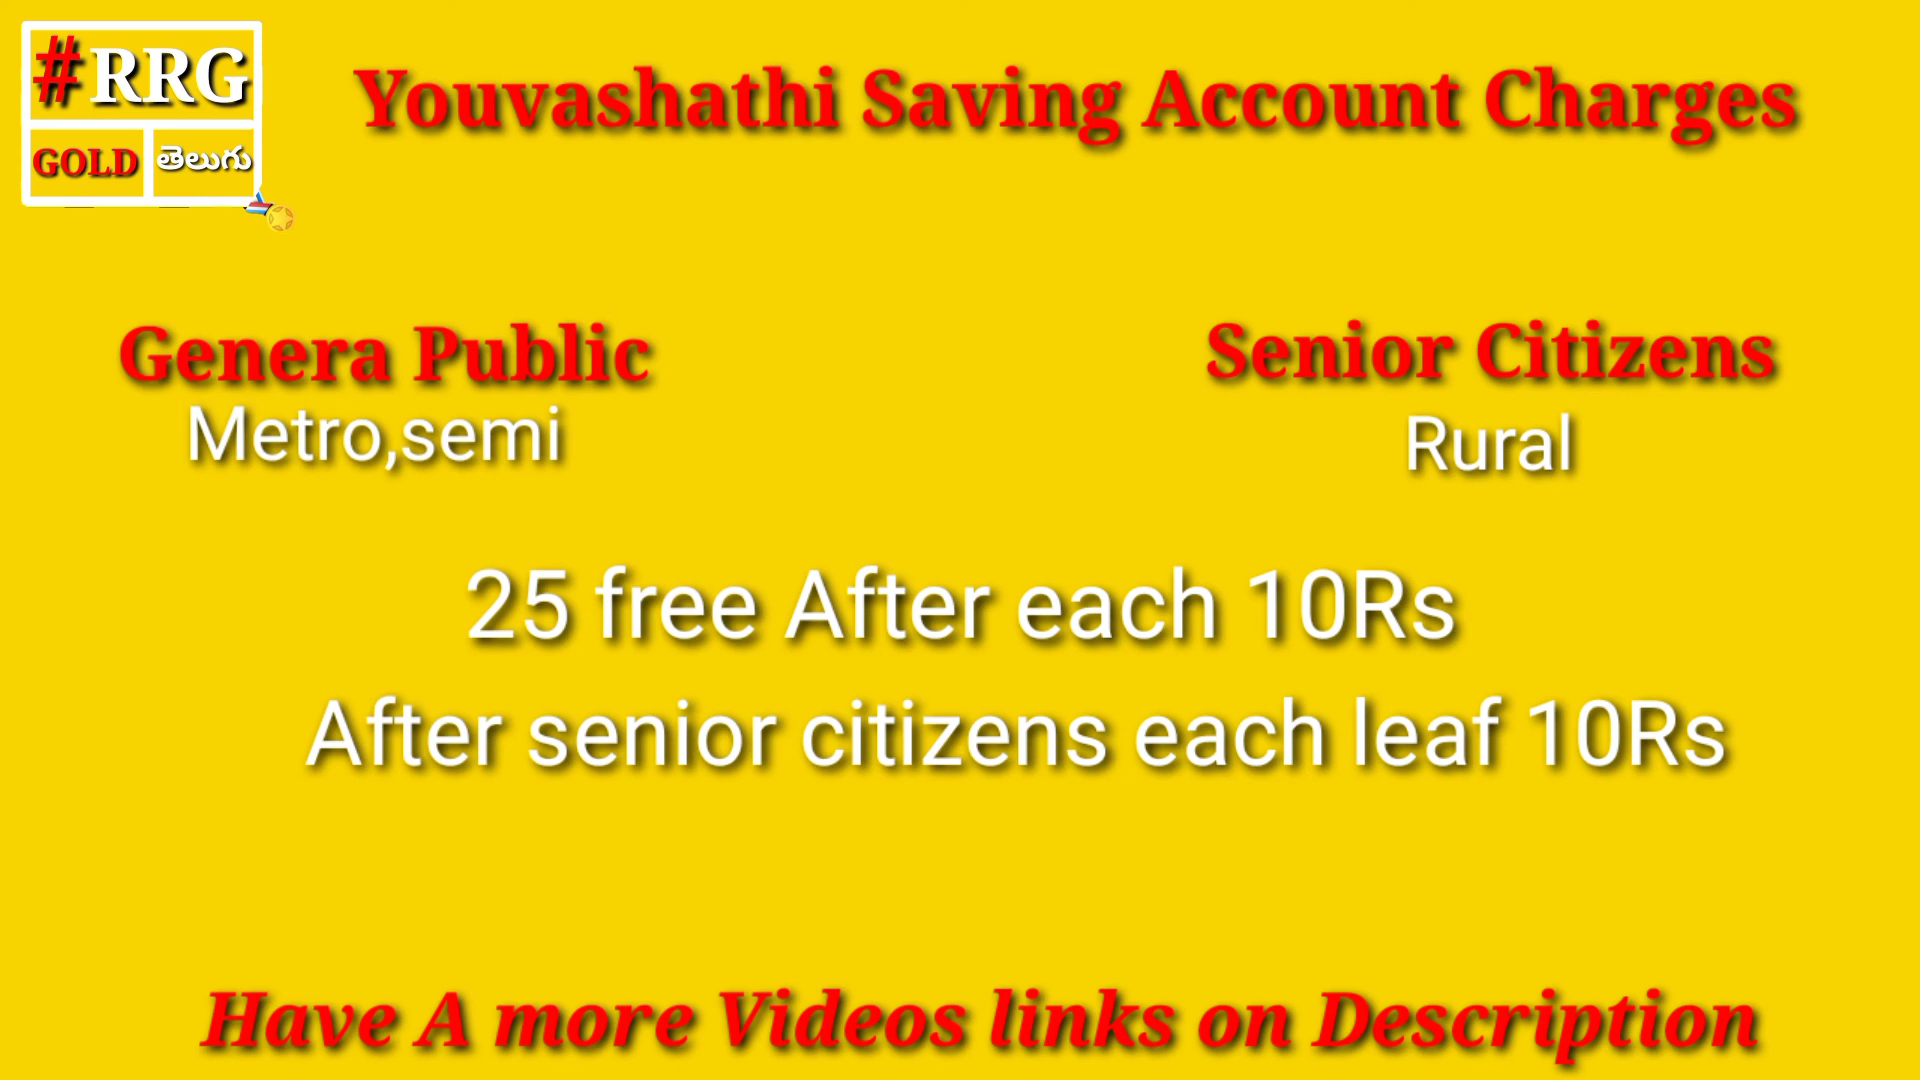 #RRG
GOLD తెలుగు
Youvashathi Saving Account Charges
Genera Public
Metro,semi
Senior Citizens
Rural
25 free After each 10Rs
After senior citizens each leaf 10Rs
Have A more Videos links on Description